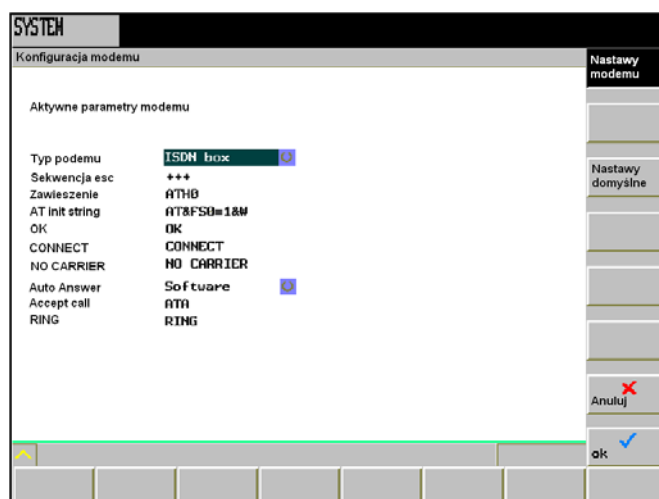 SYSTEM
Konfiguracja modemu
Nastawy
modemu
Aktywne parametry modemu
Typ podemu ISDN box
Sekwencja esc +++
Zawieszenie ATH0
AT init string AT&FS0=1&W
OK OK
CONNECT CONNECT
NO CARRIER NO CARRIER
Auto Answer Software
Accept call ATA
RING RING
Nastawy
domyślne
Anuluj
ok